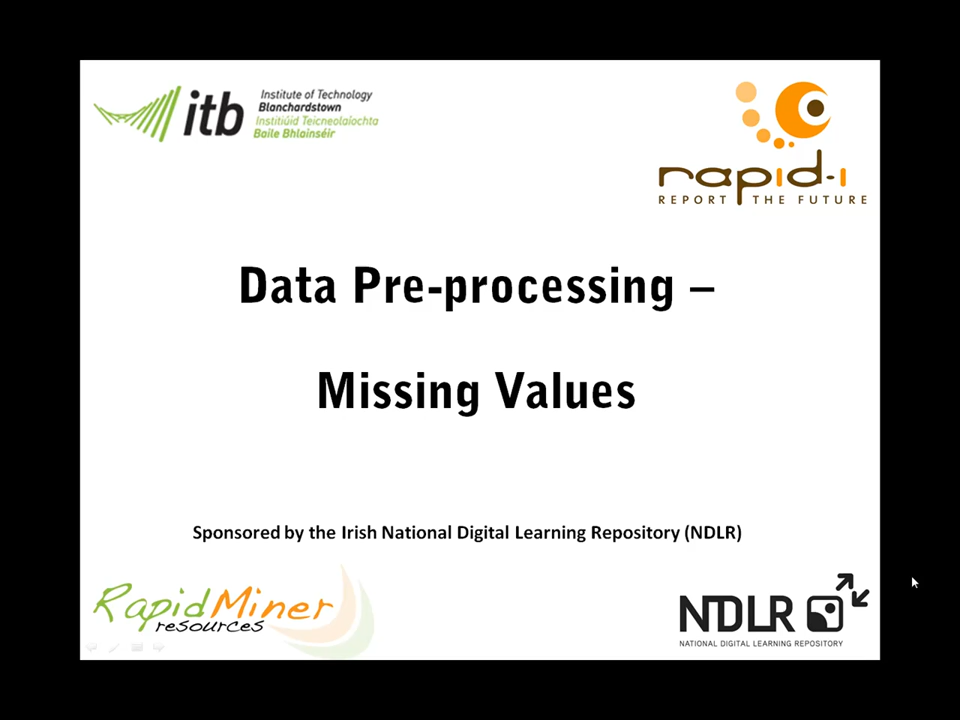 itb
Institute of Technology
Blanchardstown
Institiúid Teicneolaíochta
Baile Bhlainséir
rapid-i
REPORT THE FUTURE
Data Pre-processing –
Missing Values
Sponsored by the Irish National Digital Learning Repository (NDLR)
RapidMiner
resources
NDLR
NATIONAL DIGITAL LEARNING REPOSITORY